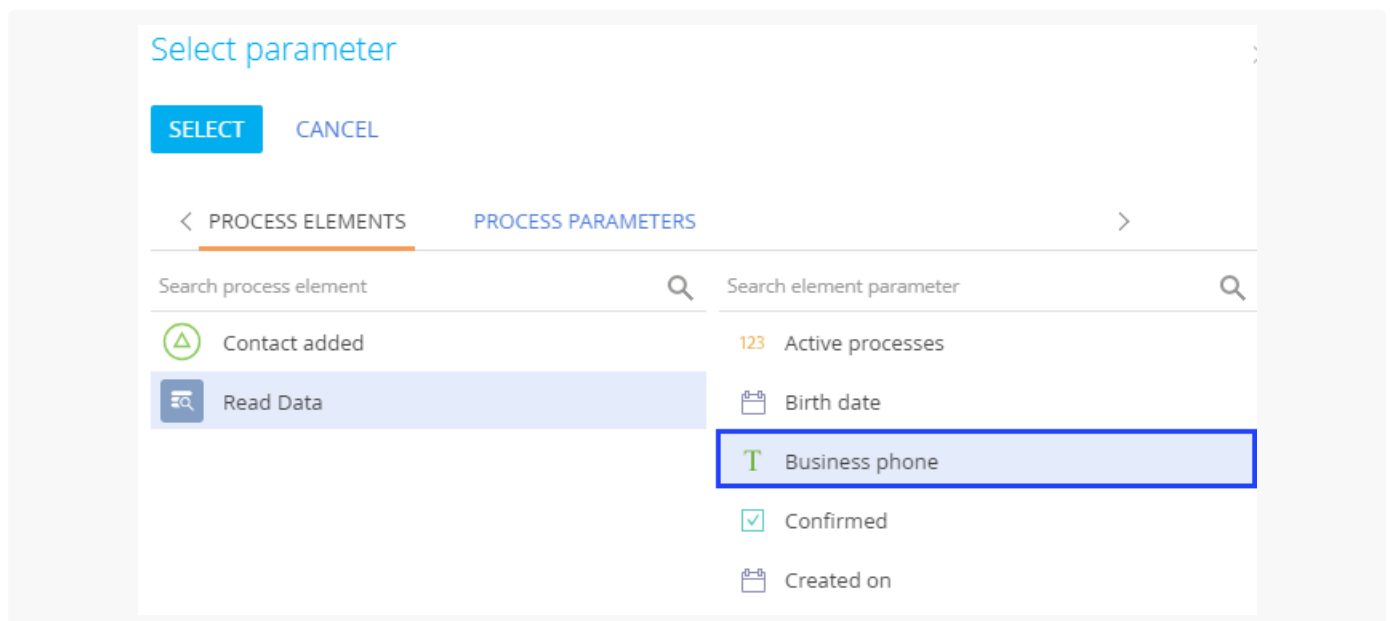 Select parameter
SELECT CANCEL
PROCESS ELEMENTS PROCESS PARAMETERS
Search process element
Contact added
Read Data
Search element parameter
123 Active processes
Birth date
T Business phone
Confirmed
Created on